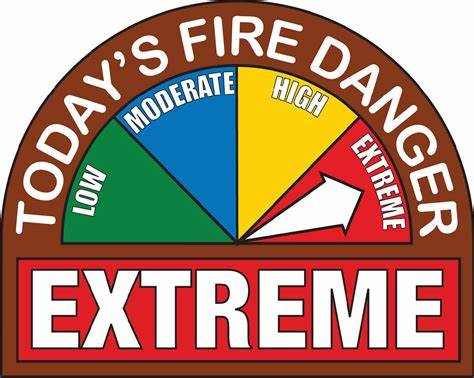 TODAY'S FIRE DANGER
LOW
MODERATE
HIGH
EXTREME
EXTREME